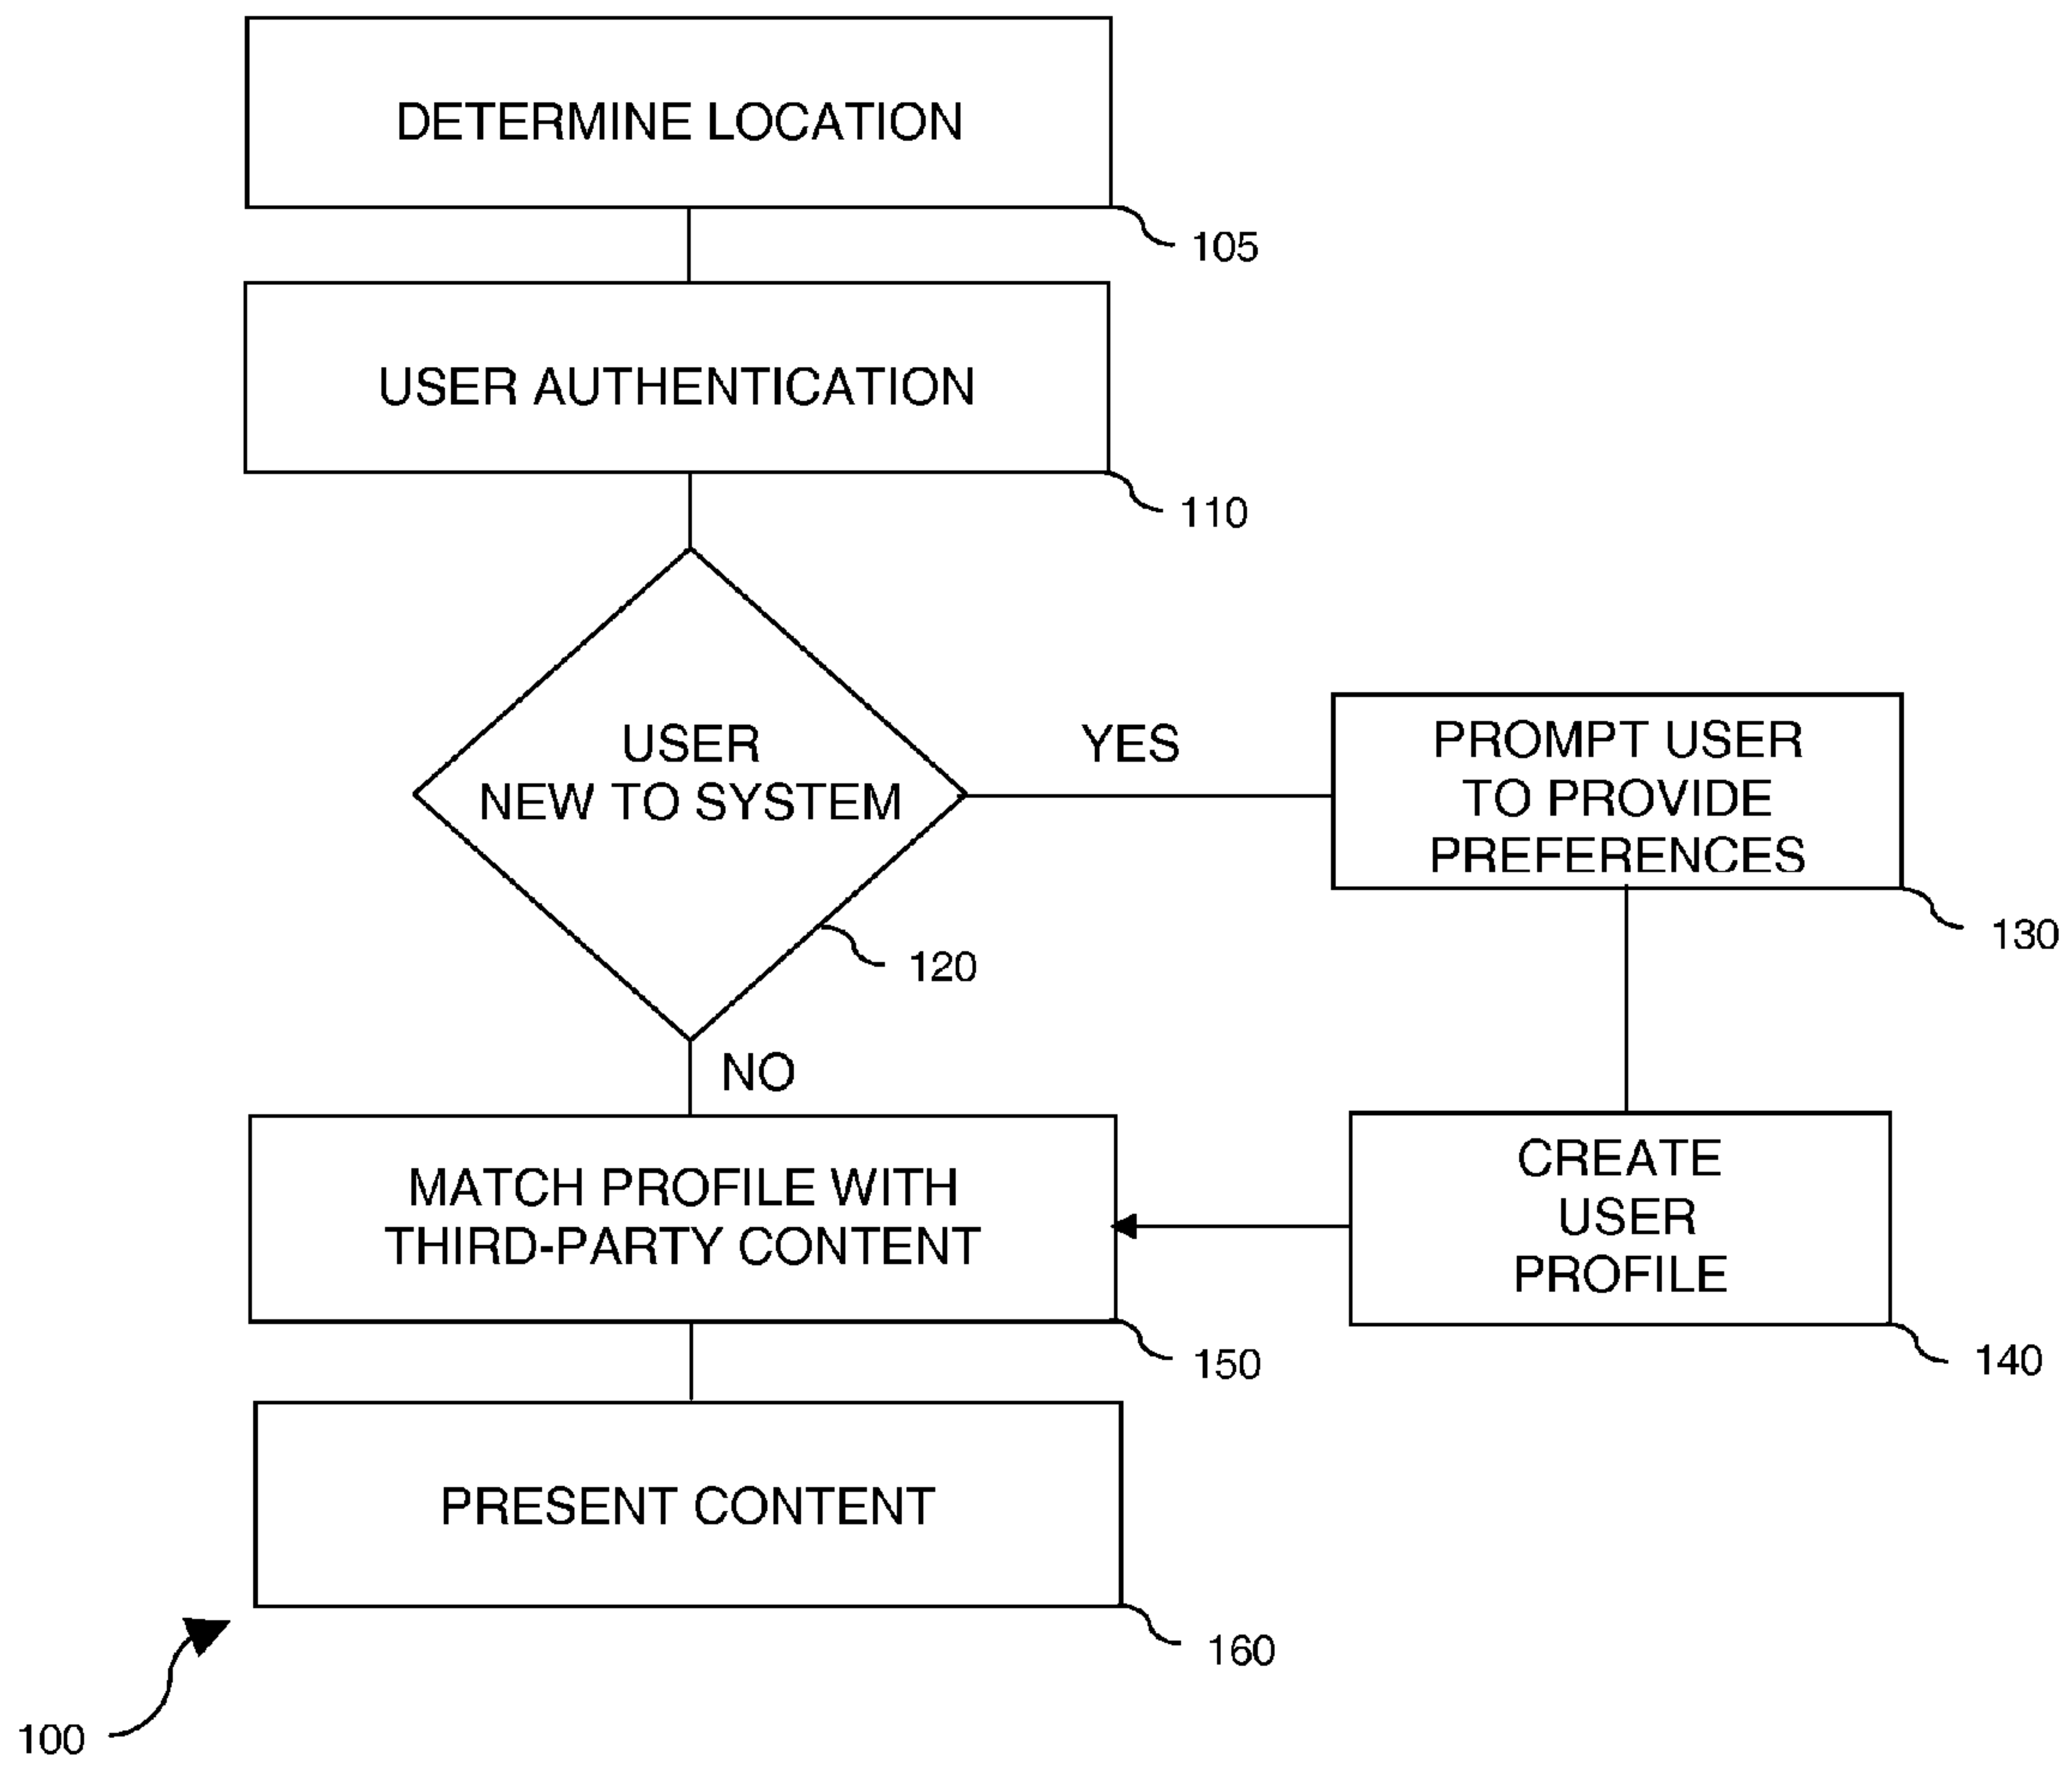 DETERMINE LOCATION
105
USER AUTHENTICATION
110
USER
NEW TO SYSTEM
120
YES
PROMPT USER
TO PROVIDE
PREFERENCES
130
NO
CREATE
USER
PROFILE
140
MATCH PROFILE WITH
THIRD-PARTY CONTENT
150
PRESENT CONTENT
160
100